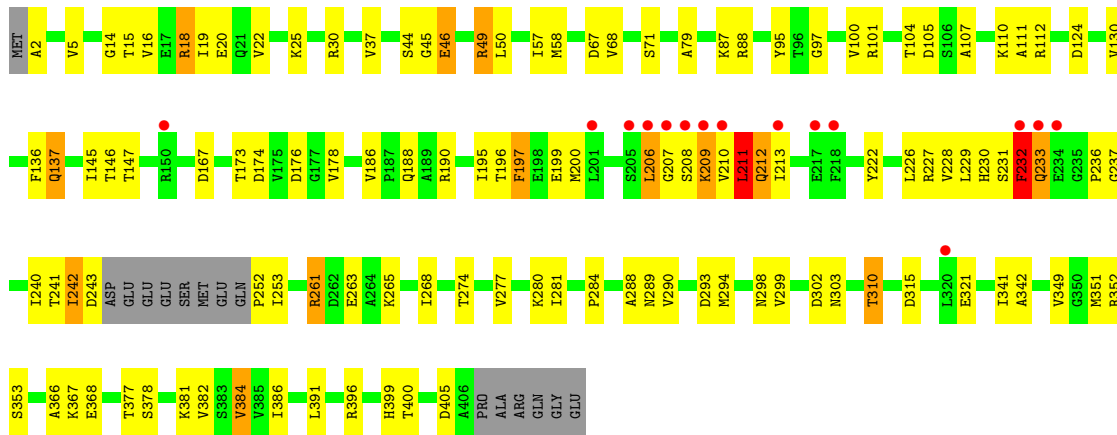 MET A2 V5 G14 T15 V16 E17 R18 I19 E20 Q21 V22 K25 R30 V37 S44 G45 E46 R49 L50 I57 M58 D67 V68 S71 A79 K87 R88 Y95 T96 G97 V100 R101 T104 D105 S106 A107 K110 A111 R112 D124 V130
F136 Q137 I145 T146 T147 R150 D167 T173 D174 V175 D176 G177 V178 V186 P187 Q188 A189 R190 I195 T196 F197 E198 E199 M200 L201 S205 L206 G207 S208 K209 V210 L211 Q212 I213 E217 F218 Y222 L226 R227 V228 L229 H230 S231 F232 Q233 E234 G235 P236 G237
I240 T241 I242 D243 ASP GLU GLU GLU SER MET GLU GLN P252 I253 R261 D262 E263 A264 K265 I268 T274 V277 K280 I281 P284 A288 N289 V290 D293 M294 N298 V299 D302 N303 T310 D315 L320 E321 I341 A342 V349 G350 M351 R352
S353 A366 K367 E368 T377 S378 K381 V382 S383 V384 V385 I386 L391 R396 H399 T400 D405 A406 PRO ALA ARG GLN GLY GLU